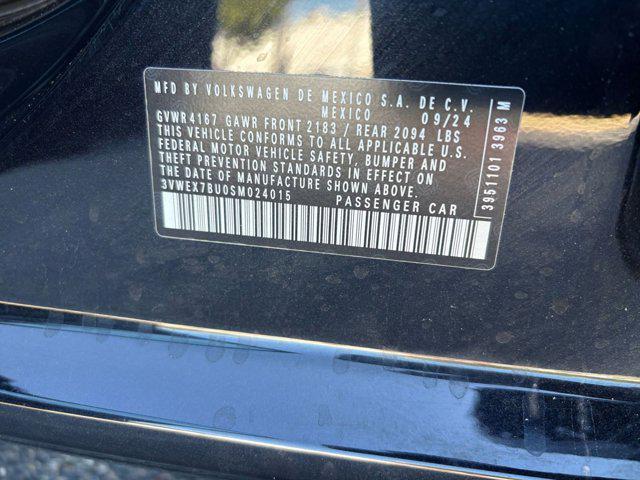 MFD BY VOLKSWAGEN DE MEXICO S.A. DE C.V.
MEXICO 09/24
GVWR4167 GAWR FRONT 2183 / REAR 2094 LBS
THIS VEHICLE CONFORMS TO ALL APPLICABLE U.S.
FEDERAL MOTOR VEHICLE SAFETY, BUMPER AND
THEFT PREVENTION STANDARDS IN EFFECT ON
THE DATE OF MANUFACTURE SHOWN ABOVE.
3VWEX7BU0SM024015 PASSENGER CAR
3951101 3963 M